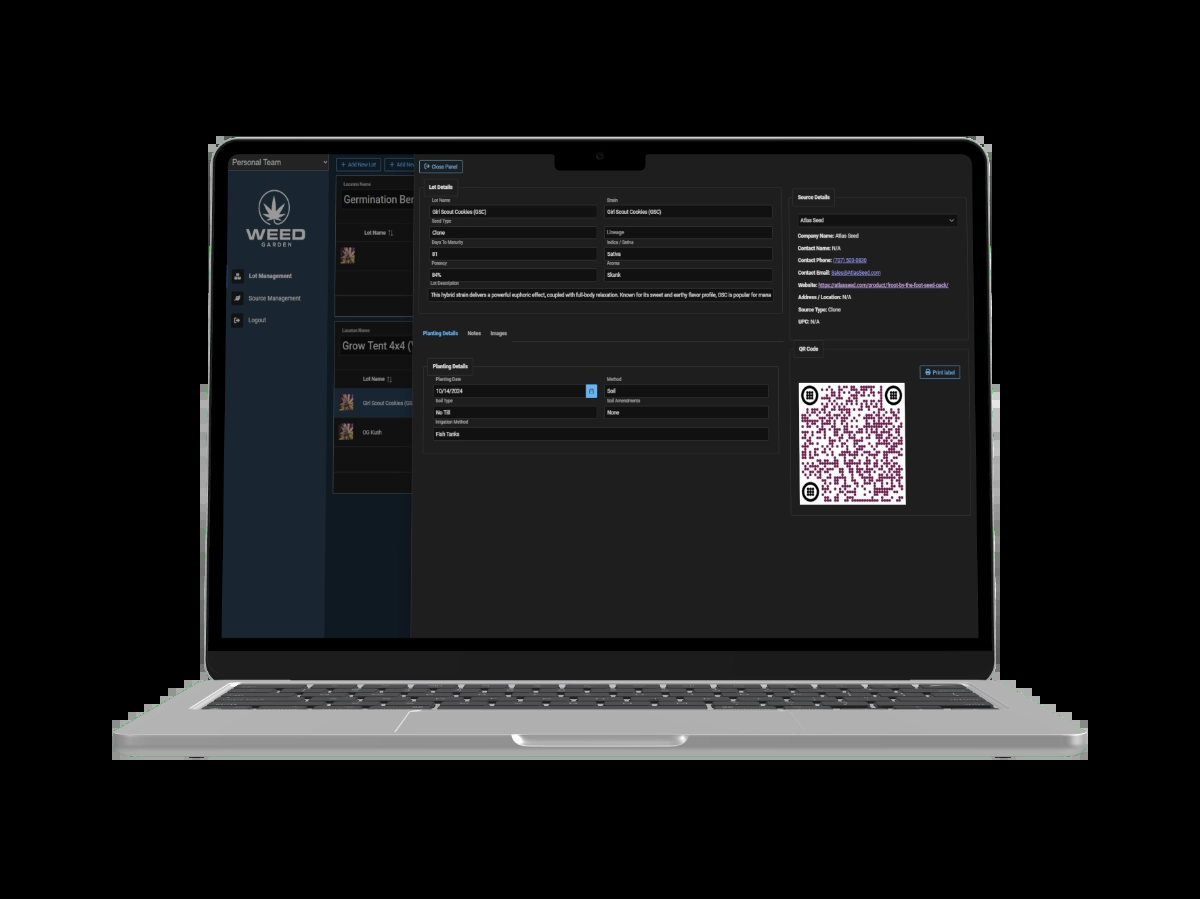 Personal Team
WEED
GARDEN
Lot Management
Source Management
Logout
+ Add New Lot
+ Add New
Location Name
Germination Ben
Lot Name
Location Name
Grow Tent 4x4 (
Lot Name
Girl Scout Cookies (GS
OG Kush
Close Panel
Lot Details
Lot Name
Strain
Girl Scout Cookies (GSC)
Girl Scout Cookies (GSC)
Seed Type
Clone
Lineage
Days To Maturity
Indica / Sativa
81
Sativa
Potency
Aroma
84%
Skunk
Lot Description
This hybrid strain delivers a powerful euphoric effect, coupled with full-body relaxation. Known for its sweet and earthy flavor profile, GSC is popular for mana
Planting Details
Notes
Images
Planting Details
Planting Date
Method
10/14/2024
Soil
Soil Type
Soil Amendments
No Till
None
Irrigation Method
Fish Tanks
Source Details
Atlas Seed
Company Name: Atlas Seed
Contact Name: N/A
Contact Phone:
Contact Email: Sales@AtlasSeed.com
Website: https://atlasseed.com/product/frost-by-the-foot-seed-pack/
Address / Location: N/A
Source Type: Clone
UPC: N/A
QR Code
Print label